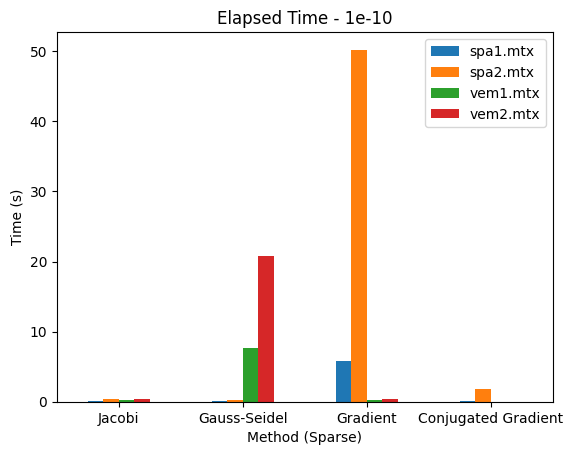 Elapsed Time - 1e-10
spa1.mtx
spa2.mtx
vem1.mtx
vem2.mtx
Time (s)
50
40
30
20
10
0
Jacobi Gauss-Seidel Gradient Conjugated Gradient
Method (Sparse)